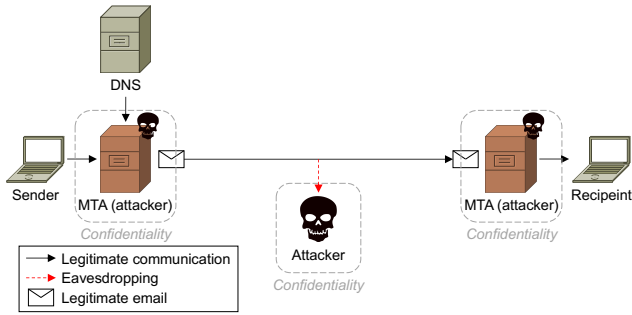 DNS
Sender
MTA (attacker)
Confidentiality
Attacker
Confidentiality
MTA (attacker)
Recipeint
Confidentiality
Legitimate communication
Eavesdropping
Legitimate email